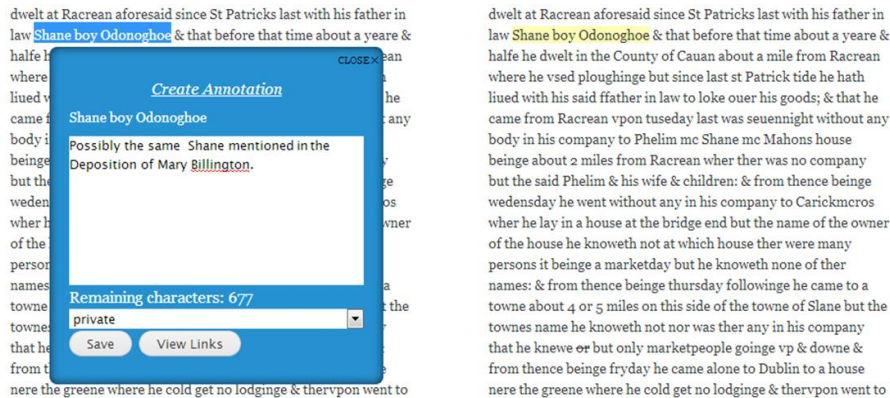 dwelt at Racrean aforesaid since St Patricks last with his father in
law Shane boy Odonoghoe & that before that time about a yeare &
halfe h
ean
where
liued w
he
came f
any
body i
beinge
y
but the
ge
weden
os
wher h
wner
of the
person
names
a
towne
t the
townes
that he
from t
nere the greene where he cold get no lodginge & thervpon went to
CLOSE×
Create Annotation
Shane boy Odonoghoe
Possibly the same Shane mentioned in the
Deposition of Mary Billington.
Remaining characters: 677
private
Save
View Links
dwelt at Racrean aforesaid since St Patricks last with his father in
law Shane boy Odonoghoe & that before that time about a yeare &
halfe he dwelt in the County of Cauan about a mile from Racrean
where he vsed ploughinge but since last st Patrick tide he hath
liued with his said ffather in law to loke ouer his goods; & that he
came from Racrean vpon tuseday last was seuennight without any
body in his company to Phelim mc Shane mc Mahons house
beinge about 2 miles from Racrean wher ther was no company
but the said Phelim & his wife & children: & from thence beinge
wedensday he went without any in his company to Carickmcros
wher he lay in a house at the bridge end but the name of the owner
of the house he knoweth not at which house ther were many
persons it beinge a marketday but he knoweth none of ther
names: & from thence beinge thursday followinge he came to a
towne about 4 or 5 miles on this side of the towne of Slane but the
townes name he knoweth not nor was ther any in his company
that he knewe or but only marketpeople goinge vp & downe &
from thence beinge fryday he came alone to Dublin to a house
nere the greene where he cold get no lodginge & thervpon went to